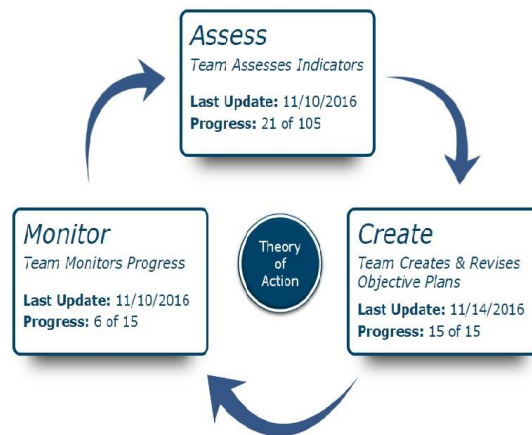 Assess
Team Assesses Indicators
Last Update: 11/10/2016
Progress: 21 of 105
Monitor
Team Monitors Progress
Last Update: 11/10/2016
Progress: 6 of 15
Theory
of
Action
Create
Team Creates & Revises
Objective Plans
Last Update: 11/14/2016
Progress: 15 of 15